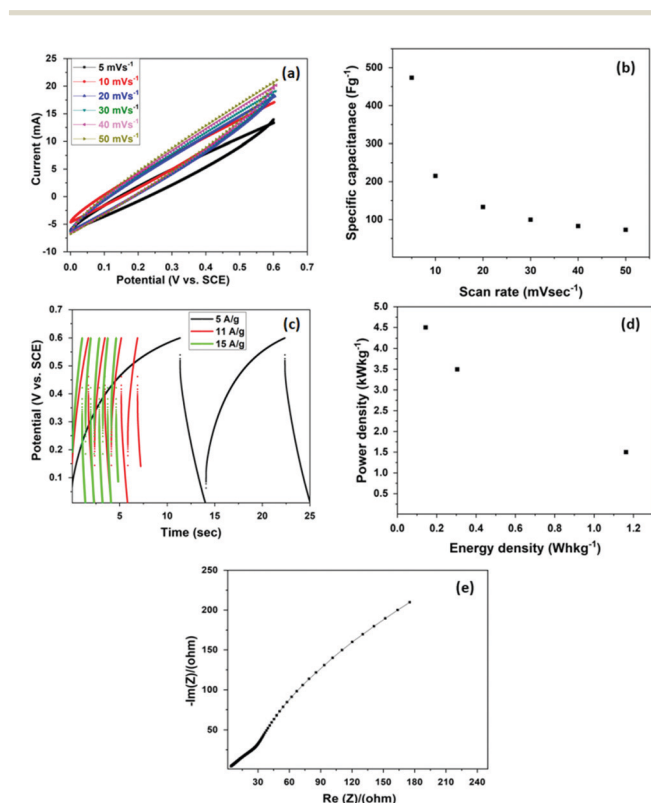 (a)
5 mVs-1
10 mVs-1
20 mVs-1
30 mVs-1
40 mVs-1
50 mVs-1
Current (mA)
25
20
15
10
5
0
-5
-10
0.0 0.1 0.2 0.3 0.4 0.5 0.6 0.7
Potential (V vs. SCE)
(b)
Specific capacitanace (Fg-1)
500
400
300
200
100
10 20 30 40 50
Scan rate (mVsec-1)
(c)
5 A/g
11 A/g
15 A/g
Potential (V vs. SCE)
0.7
0.6
0.5
0.4
0.3
0.2
0.1
5 10 15 20 25
Time (sec)
(d)
Power density (kWkg-1)
5.0
4.5
4.0
3.5
3.0
2.5
2.0
1.5
1.0
0.5
0.0 0.2 0.4 0.6 0.8 1.0 1.2
Energy density (Whkg-1)
(e)
-Im(Z)/(ohm)
250
200
150
100
50
30 60 90 120 150 180 210 240
Re (Z)/(ohm)